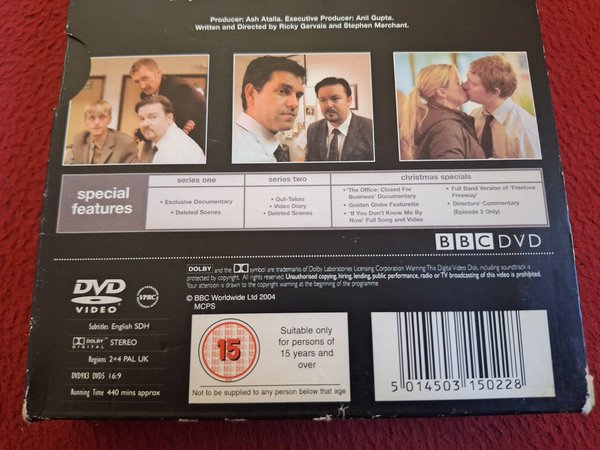 Producer: Ash Atalla. Executive Producer: Anil Gupta.
Written and Directed by Ricky Gervais and Stephen Merchant.
special features
series one
• Exclusive Documentary
• Deleted Scenes
series two
• Out-Takes
• Video Diary
• Deleted Scenes
christmas specials
• 'The Office: Closed For
Business' Documentary
• Golden Globe Featurette
• 'If You Don't Know Me By
Now' Full Song and Video
• Full Band Version of 'Freelove
Freeway'
• Directors' Commentary
(Episode 2 Only)
BBC DVD
DOLBY and the symbol are trademarks of Dolby Laboratories Licensing Corporation. Warning This Digital Video Disk, including soundtrack is
protected by copyright. All rights reserved. Unauthorised copying, hiring, lending, public performance, radio or TV broadcasting of this video is prohibited.
Your attention is drawn to the copyright warning at the beginning of the programme
© BBC Worldwide Ltd 2004
MCPS
DVD
VIDEO
VPRC
Subtitles English SDH
DOLBY DIGITAL STEREO
Regions 2+4 PAL UK
DVD9X3 DVD5 16:9
Running Time 440 mins approx
15
Suitable only
for persons of
15 years and
over
Not to be supplied to any person below that age
5 014503 150228